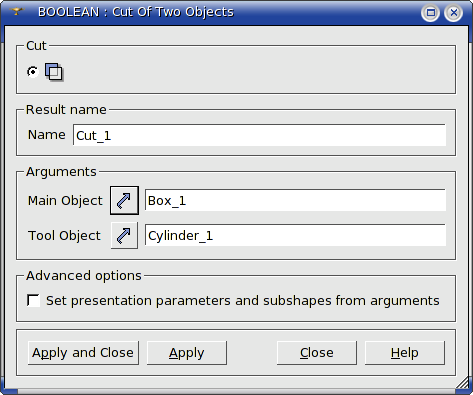 BOOLEAN : Cut Of Two Objects
Cut
Result name
Name Cut_1
Arguments
Main Object Box_1
Tool Object Cylinder_1
Advanced options
Set presentation parameters and subshapes from arguments
Apply and Close Apply Close Help